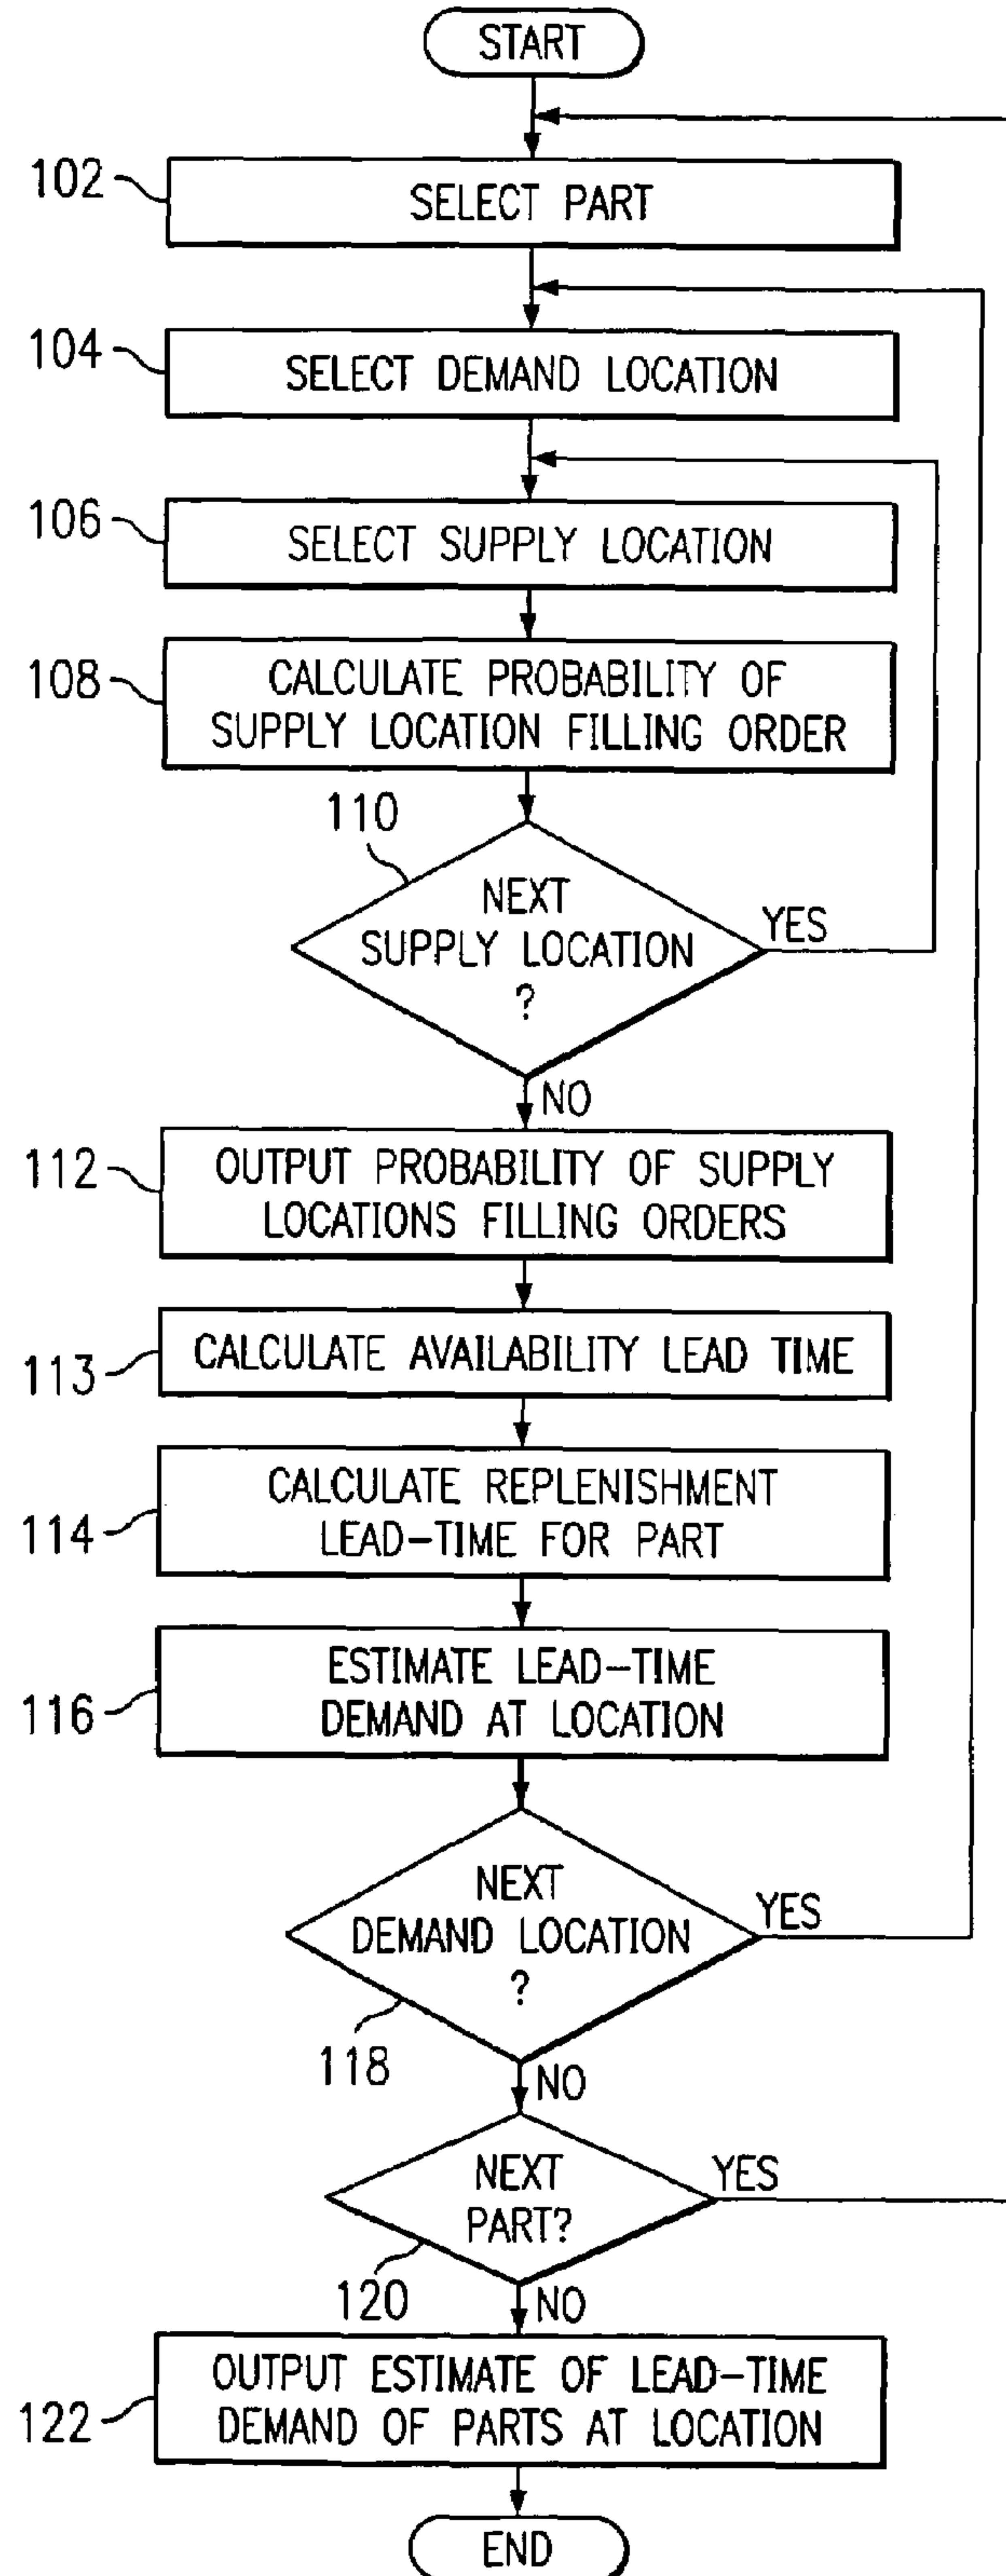 START
102
SELECT PART
104
SELECT DEMAND LOCATION
106
SELECT SUPPLY LOCATION
108
CALCULATE PROBABILITY OF
SUPPLY LOCATION FILLING ORDER
110
NEXT
SUPPLY LOCATION
?
YES
NO
112
OUTPUT PROBABILITY OF SUPPLY
LOCATIONS FILLING ORDERS
113
CALCULATE AVAILABILITY LEAD TIME
114
CALCULATE REPLENISHMENT
LEAD-TIME FOR PART
116
ESTIMATE LEAD-TIME
DEMAND AT LOCATION
NEXT
DEMAND LOCATION
?
YES
118
NO
NEXT
PART?
YES
120
NO
122
OUTPUT ESTIMATE OF LEAD-TIME
DEMAND OF PARTS AT LOCATION
END